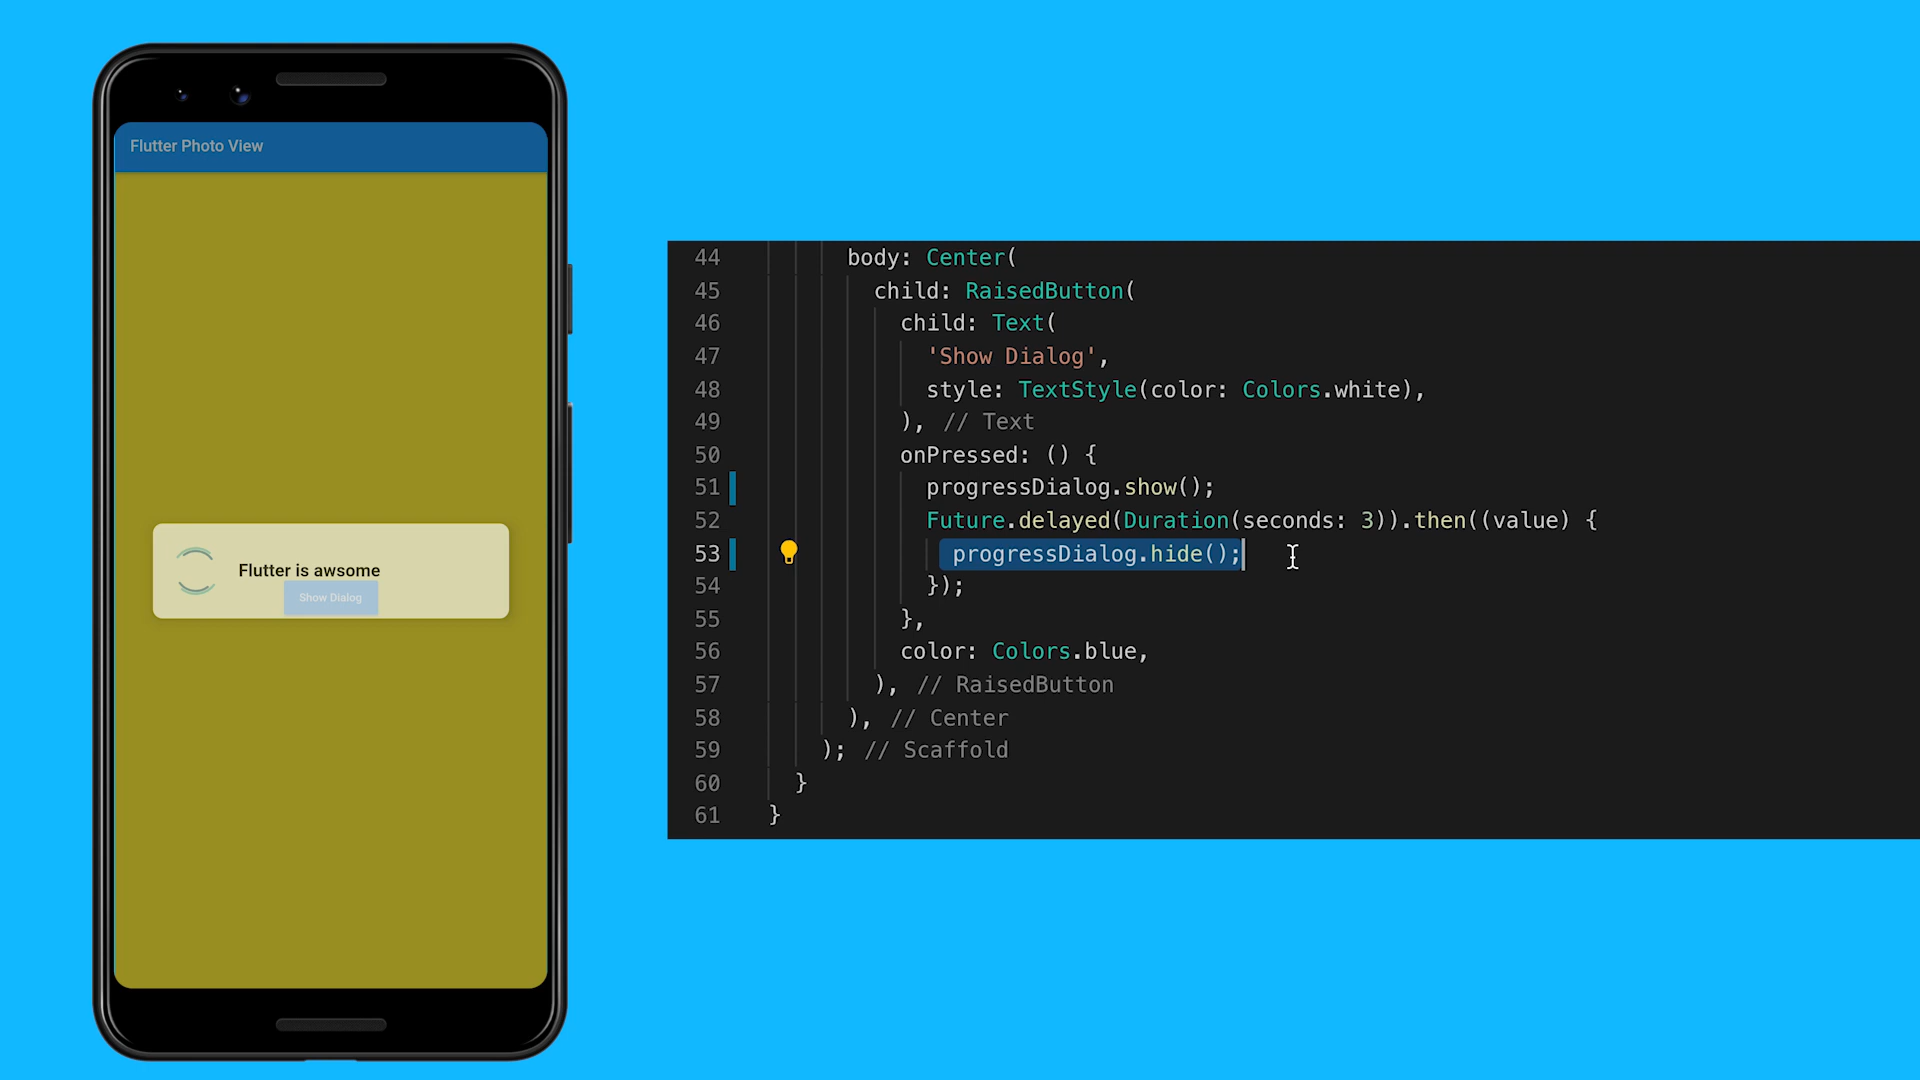 Flutter Photo View
Flutter is awsome
Show Dialog
44 body: Center(
45 child: RaisedButton(
46 child: Text(
47 'Show Dialog',
48 style: TextStyle(color: Colors.white),
49 ), // Text
50 onPressed: () {
51 progressDialog.show();
52 Future.delayed(Duration(seconds: 3)).then((value) {
53 progressDialog.hide();
54 });
55 },
56 color: Colors.blue,
57 ), // RaisedButton
58 ), // Center
59 ); // Scaffold
60 }
61 }